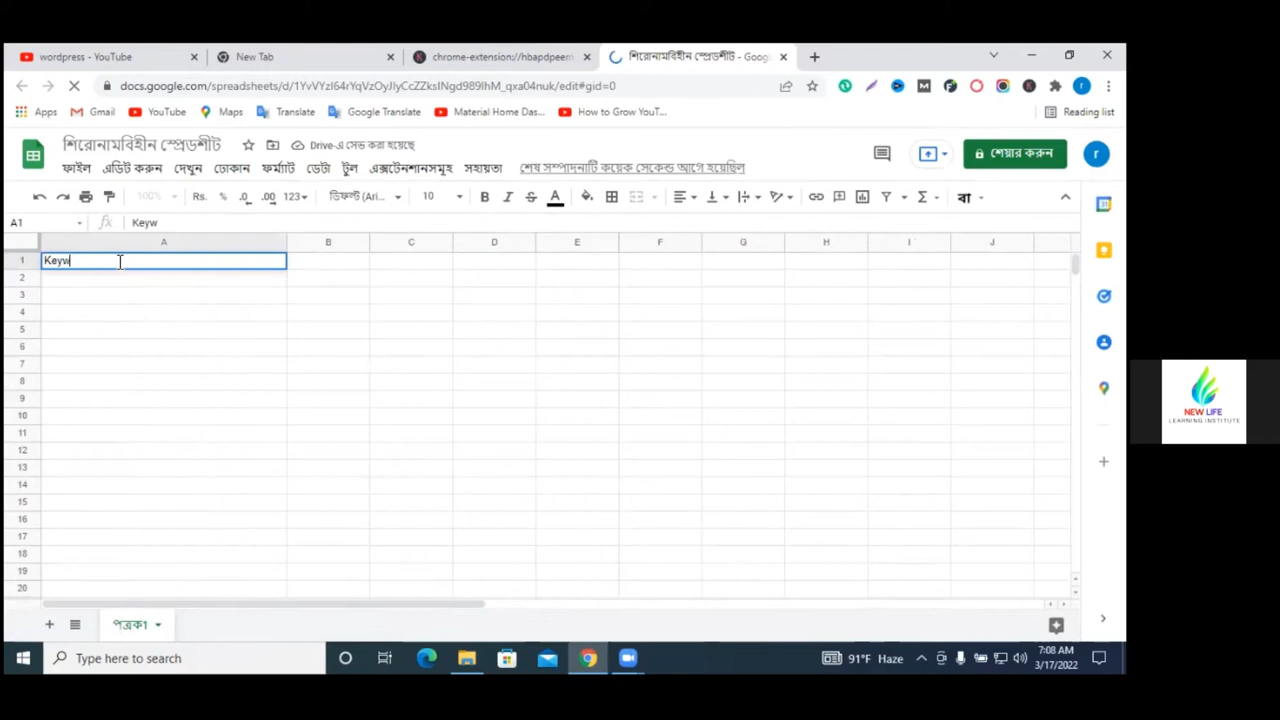 wordpress - YouTube
New Tab
chrome-extension://hbapdpeem
শিরোনামবিহীন স্প্রেডশীট - Goog
docs.google.com/spreadsheets/d/1YvVYzI64rYqVzOyJlyCcZZksINgd989IhM_qxa04nuk/edit#gid=0
Apps
Gmail
YouTube
Maps
Translate
Google Translate
Material Home Das...
How to Grow YouT...
Reading list
শিরোনামবিহীন স্প্রেডশীট
Drive-এ সেভ করা হয়েছে
ফাইল এডিট করুন দেখুন ঢোকান ফর্ম্যাট ডেটা টুল এক্সটেনশানসমূহ সহায়তা শেষ সম্পাদনাটি কয়েক সেকেন্ড আগে হয়েছিল
শেয়ার করুন
r
100% Rs. % .0 .00 123 ডিফল্ট (Ari... 10 B I S A বা
A1 fx Keyw
A B C D E F G H I J
1 Keyw
2
3
4
5
6
7
8
9
10
11
12
13
14
15
16
17
18
19
20
পত্রক1
Type here to search
91°F Haze
7:08 AM
3/17/2022
NEW LIFE
LEARNING INSTITUTE